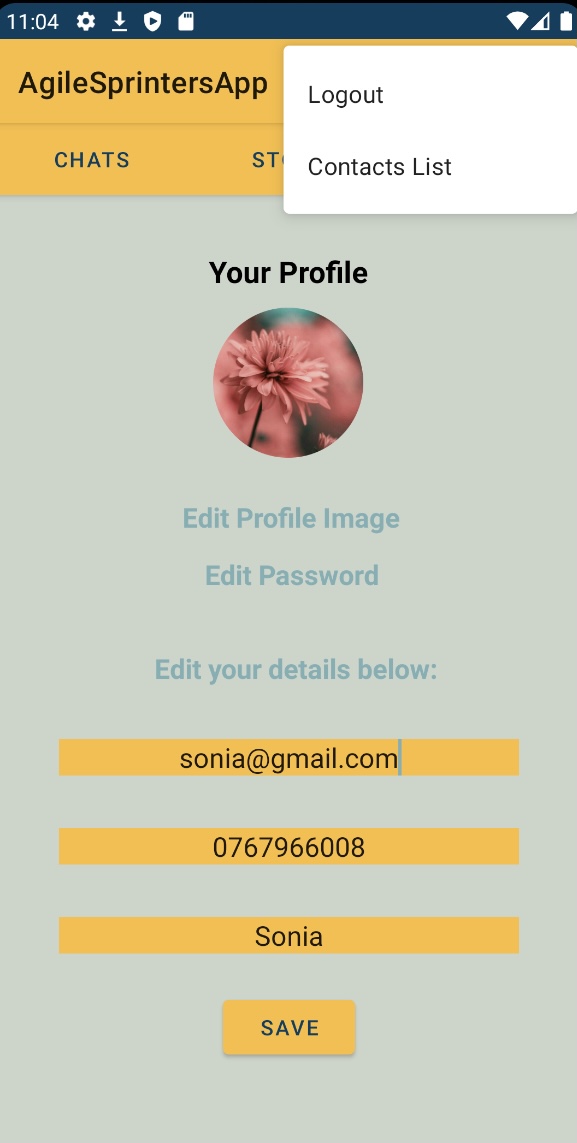 11:04
AgileSprintersApp
Logout
Contacts List
CHATS
Your Profile
Edit Profile Image
Edit Password
Edit your details below:
sonia@gmail.com
0767966008
Sonia
SAVE